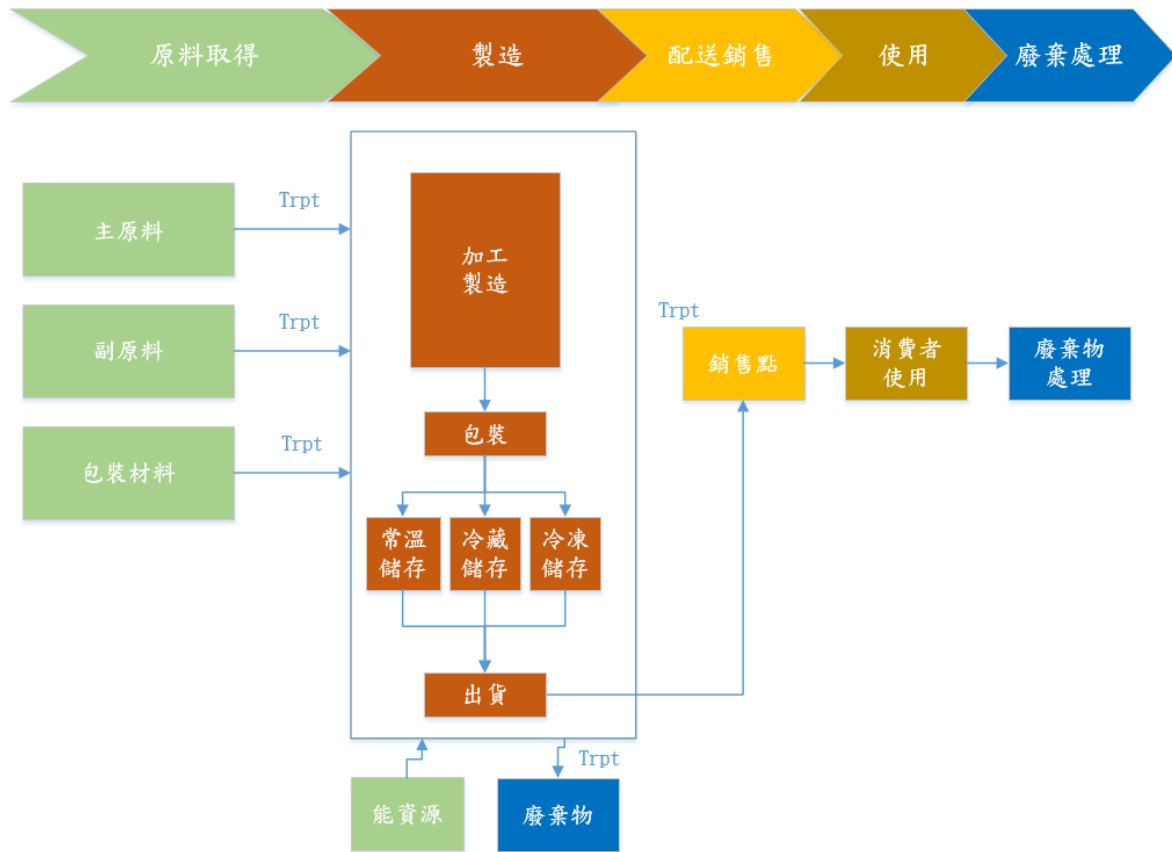 原料取得
製造
配送銷售
使用
廢棄處理
主原料
Trpt
副原料
Trpt
包裝材料
Trpt
加工
製造
包裝
常溫
儲存
冷藏
儲存
冷凍
儲存
出貨
Trpt
銷售點
消費者
使用
廢棄物
處理
能資源
Trpt
廢棄物